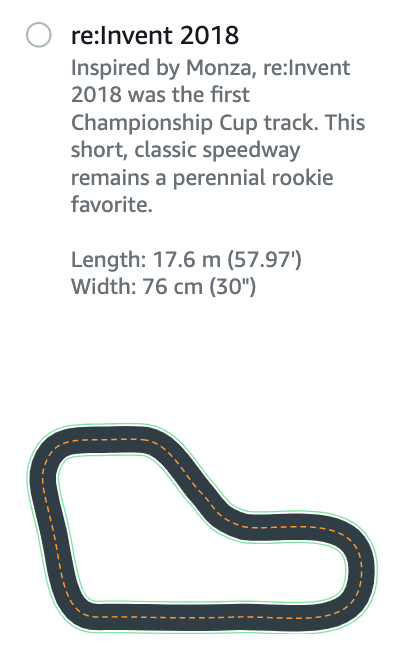 re:Invent 2018
Inspired by Monza, re:Invent
2018 was the first
Championship Cup track. This
short, classic speedway
remains a perennial rookie
favorite.
Length: 17.6 m (57.97')
Width: 76 cm (30")